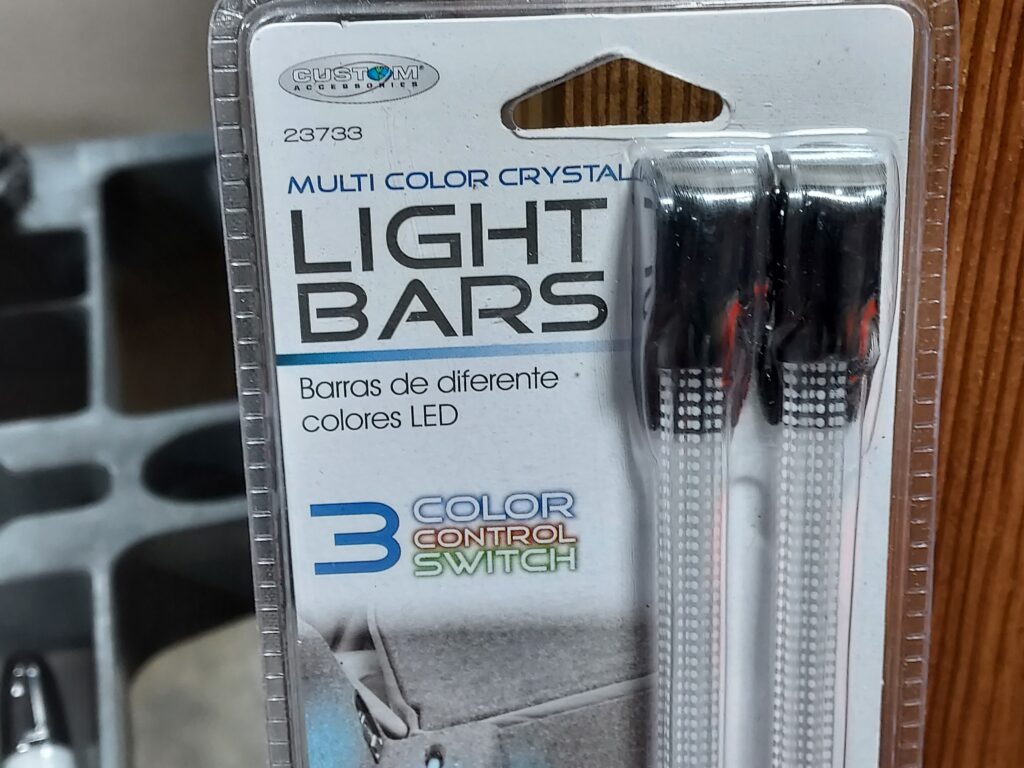 CUSTOM®
ACCESSORIES
23733
MULTI COLOR CRYSTAL
LIGHT
BARS
Barras de diferente
colores LED
3 COLOR
CONTROL
SWITCH